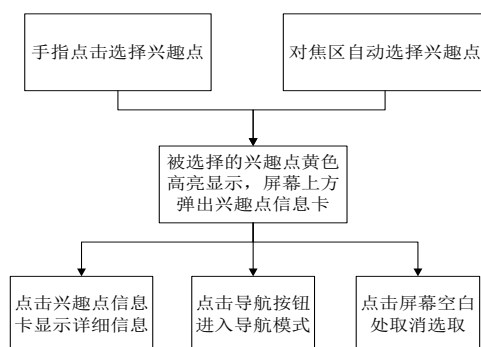 手指点击选择兴趣点
对焦区自动选择兴趣点
被选择的兴趣点黄色
高亮显示，屏幕上方
弹出兴趣点信息卡
点击兴趣点信息
卡显示详细信息
点击导航按钮
进入导航模式
点击屏幕空白
处取消选取